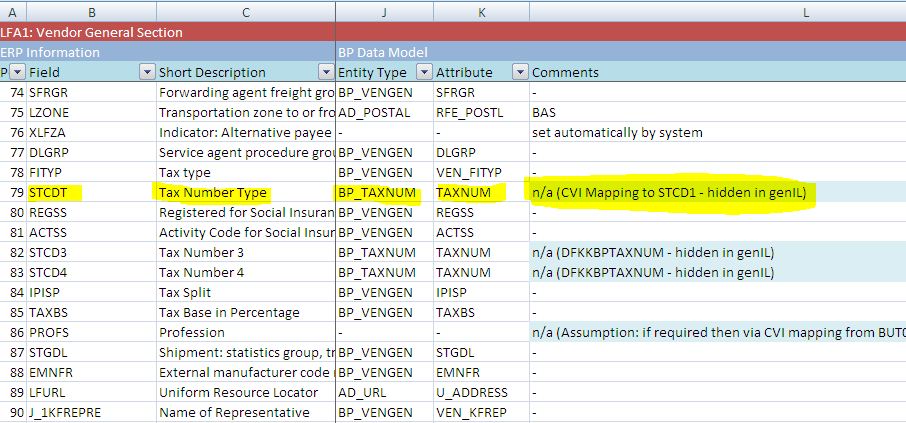 A B C J K L
LFA1: Vendor General Section
ERP Information BP Data Model
P Field Short Description Entity Type Attribute Comments
74 SFRGR Forwarding agent freight gro BP_VENGEN SFRGR -
75 LZONE Transportation zone to or fro AD_POSTAL RFE_POSTL BAS
76 XLFZA Indicator: Alternative payee - - set automatically by system
77 DLGRP Service agent procedure grou BP_VENGEN DLGRP -
78 FITYP Tax type BP_VENGEN VEN_FITYP -
79 STCDT Tax Number Type BP_TAXNUM TAXNUM n/a (CVI Mapping to STCD1 - hidden in genIL)
80 REGSS Registered for Social Insuran BP_VENGEN REGSS -
81 ACTSS Activity Code for Social Insur BP_VENGEN ACTSS -
82 STCD3 Tax Number 3 BP_TAXNUM TAXNUM n/a (DFKKBPTAXNUM - hidden in genIL)
83 STCD4 Tax Number 4 BP_TAXNUM TAXNUM n/a (DFKKBPTAXNUM - hidden in genIL)
84 IPISP Tax Split BP_VENGEN IPISP -
85 TAXBS Tax Base in Percentage BP_VENGEN TAXBS -
86 PROFS Profession - - n/a (Assumption: if required then via CVI mapping from BUT0
87 STGDL Shipment: statistics group, tr BP_VENGEN STGDL -
88 EMNFR External manufacturer code BP_VENGEN EMNFR -
89 LFURL Uniform Resource Locator AD_URL U_ADDRESS -
90 J_1KFREPRE Name of Representative BP_VENGEN VEN_KFREP -